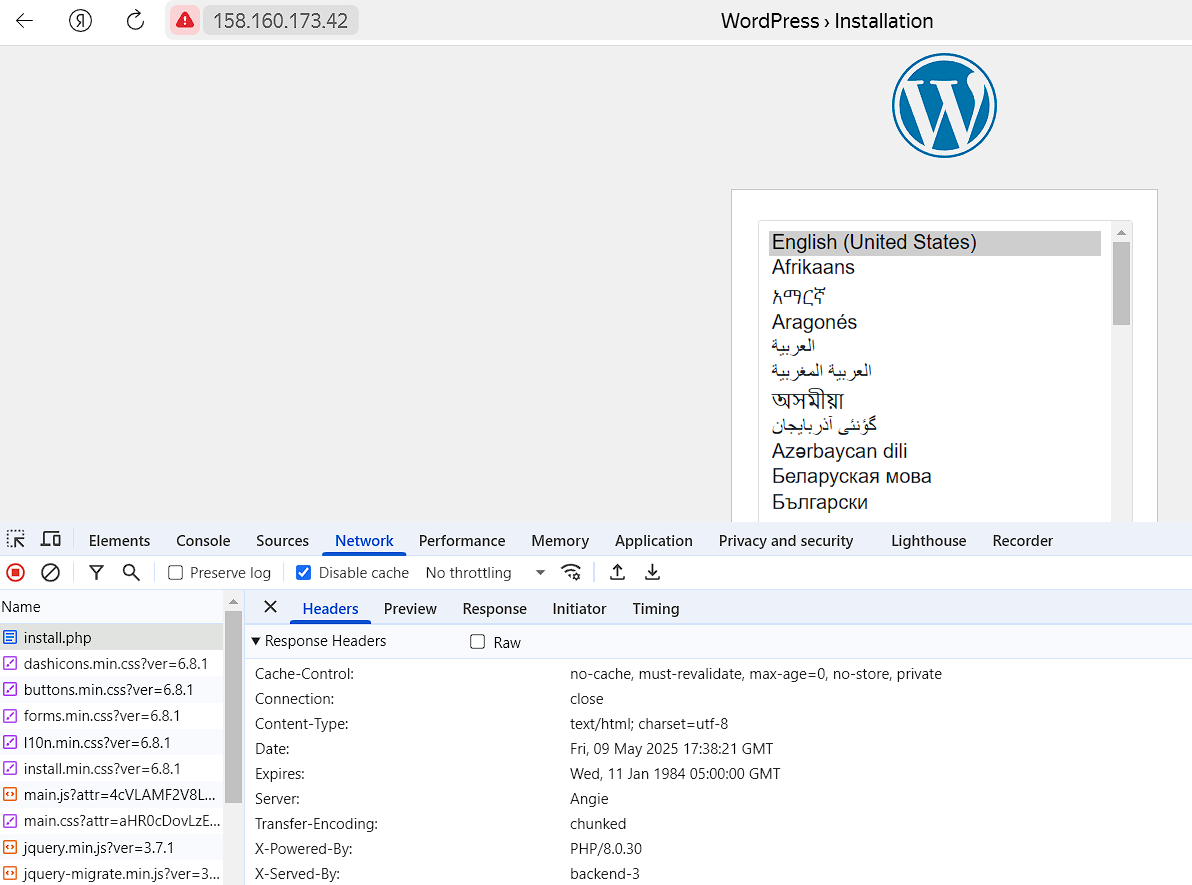 158.160.173.42 WordPress › Installation
English (United States)
Afrikaans
አማርኛ
Aragonés
العربية
العربية المغربية
অসমীয়া
گؤنئی آذربایجان
Azərbaycan dili
Беларуская мова
Български
Elements Console Sources Network Performance Memory Application Privacy and security Lighthouse Recorder
Preserve log Disable cache No throttling
Name Headers Preview Response Initiator Timing
install.php Response Headers Raw
dashicons.min.css?ver=6.8.1
buttons.min.css?ver=6.8.1
forms.min.css?ver=6.8.1
l10n.min.css?ver=6.8.1
install.min.css?ver=6.8.1
main.js?attr=4cVLAMF2V8L...
main.css?attr=aHR0cDovLzE...
jquery.min.js?ver=3.7.1
jquery-migrate.min.js?ver=3...
Cache-Control: no-cache, must-revalidate, max-age=0, no-store, private
Connection: close
Content-Type: text/html; charset=utf-8
Date: Fri, 09 May 2025 17:38:21 GMT
Expires: Wed, 11 Jan 1984 05:00:00 GMT
Server: Angie
Transfer-Encoding: chunked
X-Powered-By: PHP/8.0.30
X-Served-By: backend-3